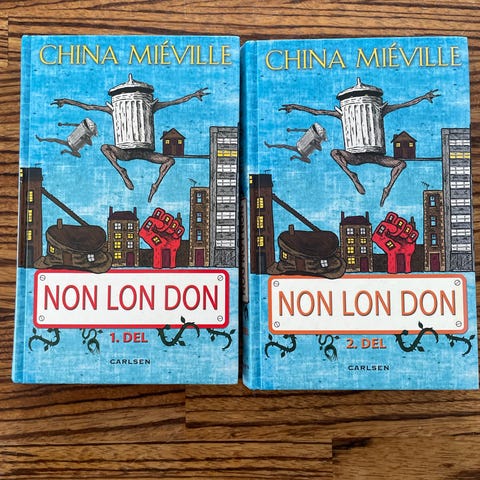 CHINA MIÉVILLE
NON LON DON
1. DEL
CARLSEN
CHINA MIÉVILLE
NON LON DON
2. DEL
CARLSEN